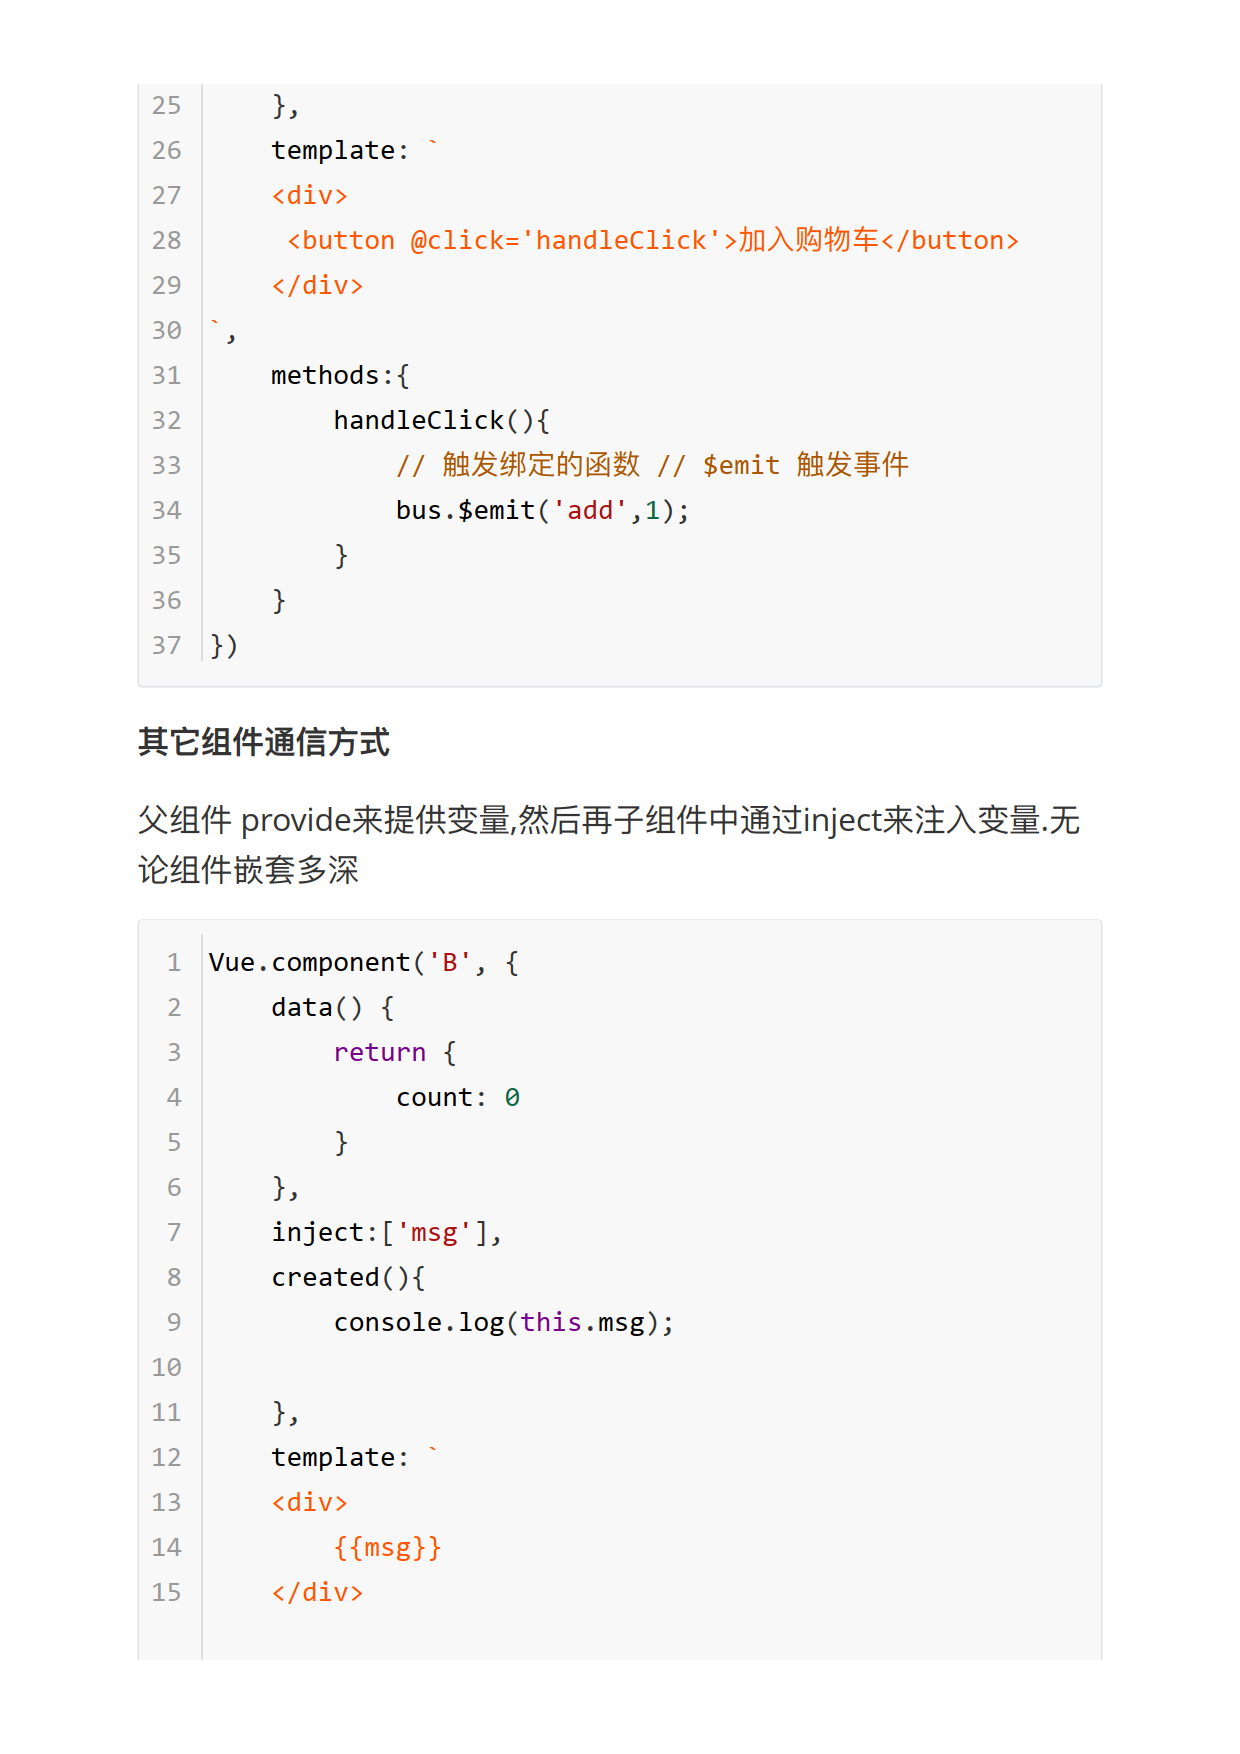 25     },
26     template: `
27     <div>
28      <button @click='handleClick'>加入购物车</button>
29     </div>
30 `,
31     methods:{
32         handleClick(){
33             // 触发绑定的函数 // $emit 触发事件
34             bus.$emit('add',1);
35         }
36     }
37 })
其它组件通信方式
父组件 provide来提供变量,然后再子组件中通过inject来注入变量.无
论组件嵌套多深
1 Vue.component('B', {
2     data() {
3         return {
4             count: 0
5         }
6     },
7     inject:['msg'],
8     created(){
9         console.log(this.msg);
10
11     },
12     template: `
13     <div>
14         {{msg}}
15     </div>